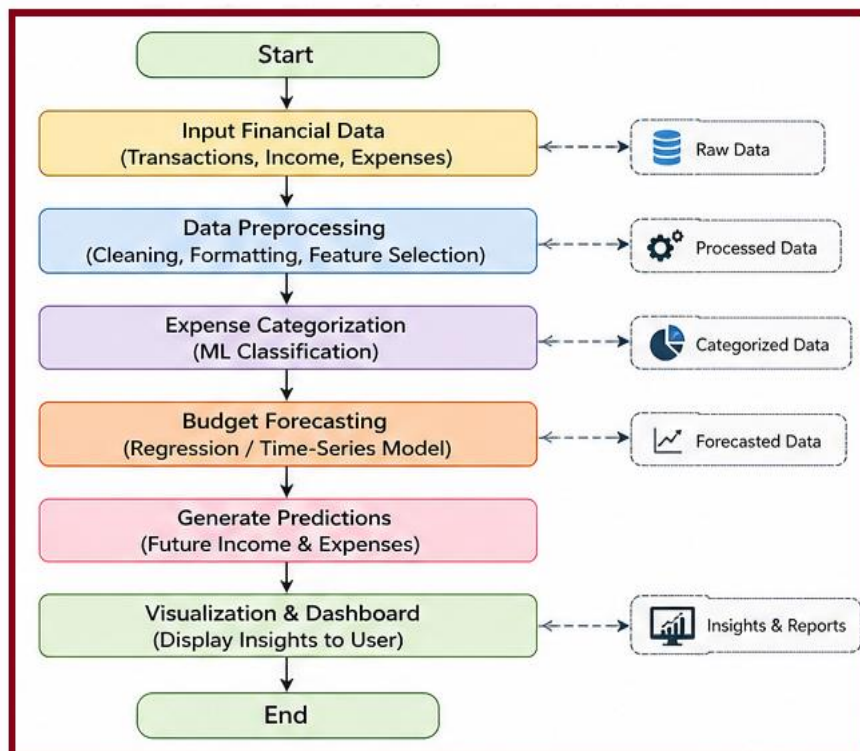 Start
Input Financial Data
(Transactions, Income, Expenses)
Raw Data
Data Preprocessing
(Cleaning, Formatting, Feature Selection)
Processed Data
Expense Categorization
(ML Classification)
Categorized Data
Budget Forecasting
(Regression / Time-Series Model)
Forecasted Data
Generate Predictions
(Future Income & Expenses)
Visualization & Dashboard
(Display Insights to User)
Insights & Reports
End